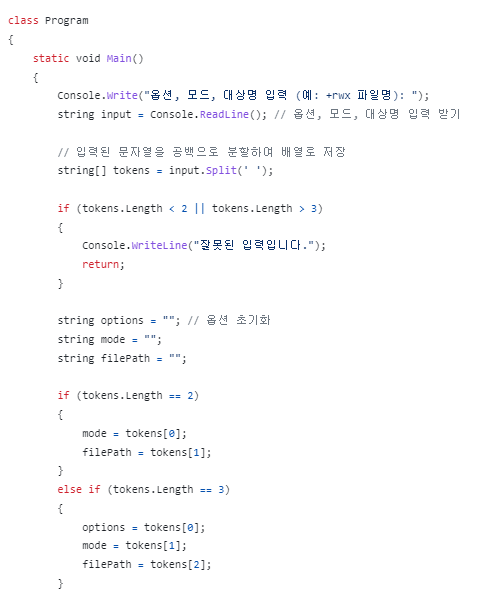 class Program
{
static void Main()
{
Console.Write("옵션, 모드, 대상명 입력 (예: +rwx 파일명): ");
string input = Console.ReadLine(); // 옵션, 모드, 대상명 입력 받기
// 입력된 문자열을 공백으로 분할하여 배열로 저장
string[] tokens = input.Split(' ');
if (tokens.Length < 2 || tokens.Length > 3)
{
Console.WriteLine("잘못된 입력입니다.");
return;
}
string options = ""; // 옵션 초기화
string mode = "";
string filePath = "";
if (tokens.Length == 2)
{
mode = tokens[0];
filePath = tokens[1];
}
else if (tokens.Length == 3)
{
options = tokens[0];
mode = tokens[1];
filePath = tokens[2];
}